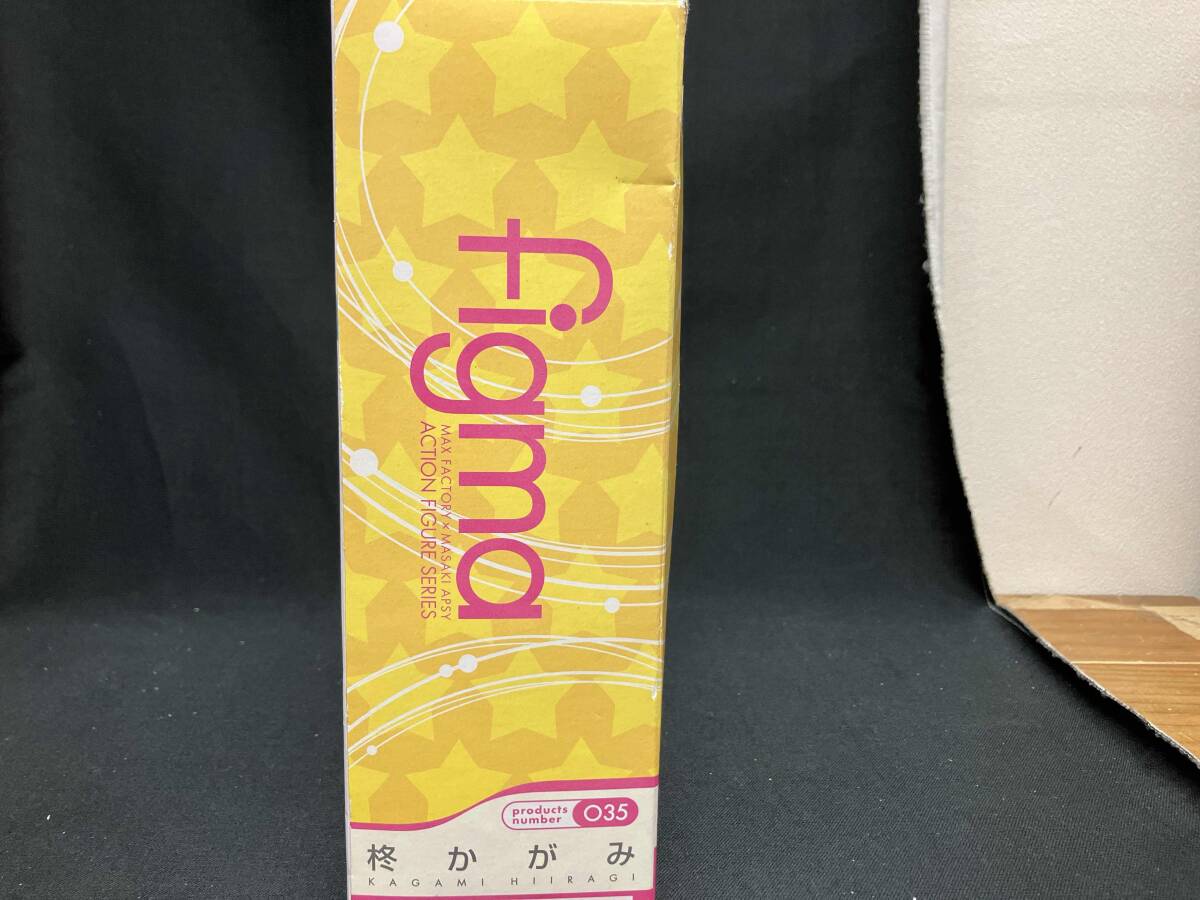 figma
MAX FACTORY × MASAKI APSY
ACTION FIGURE SERIES
products
number
035
柊かがみ
KAGAMI HIIRAGI